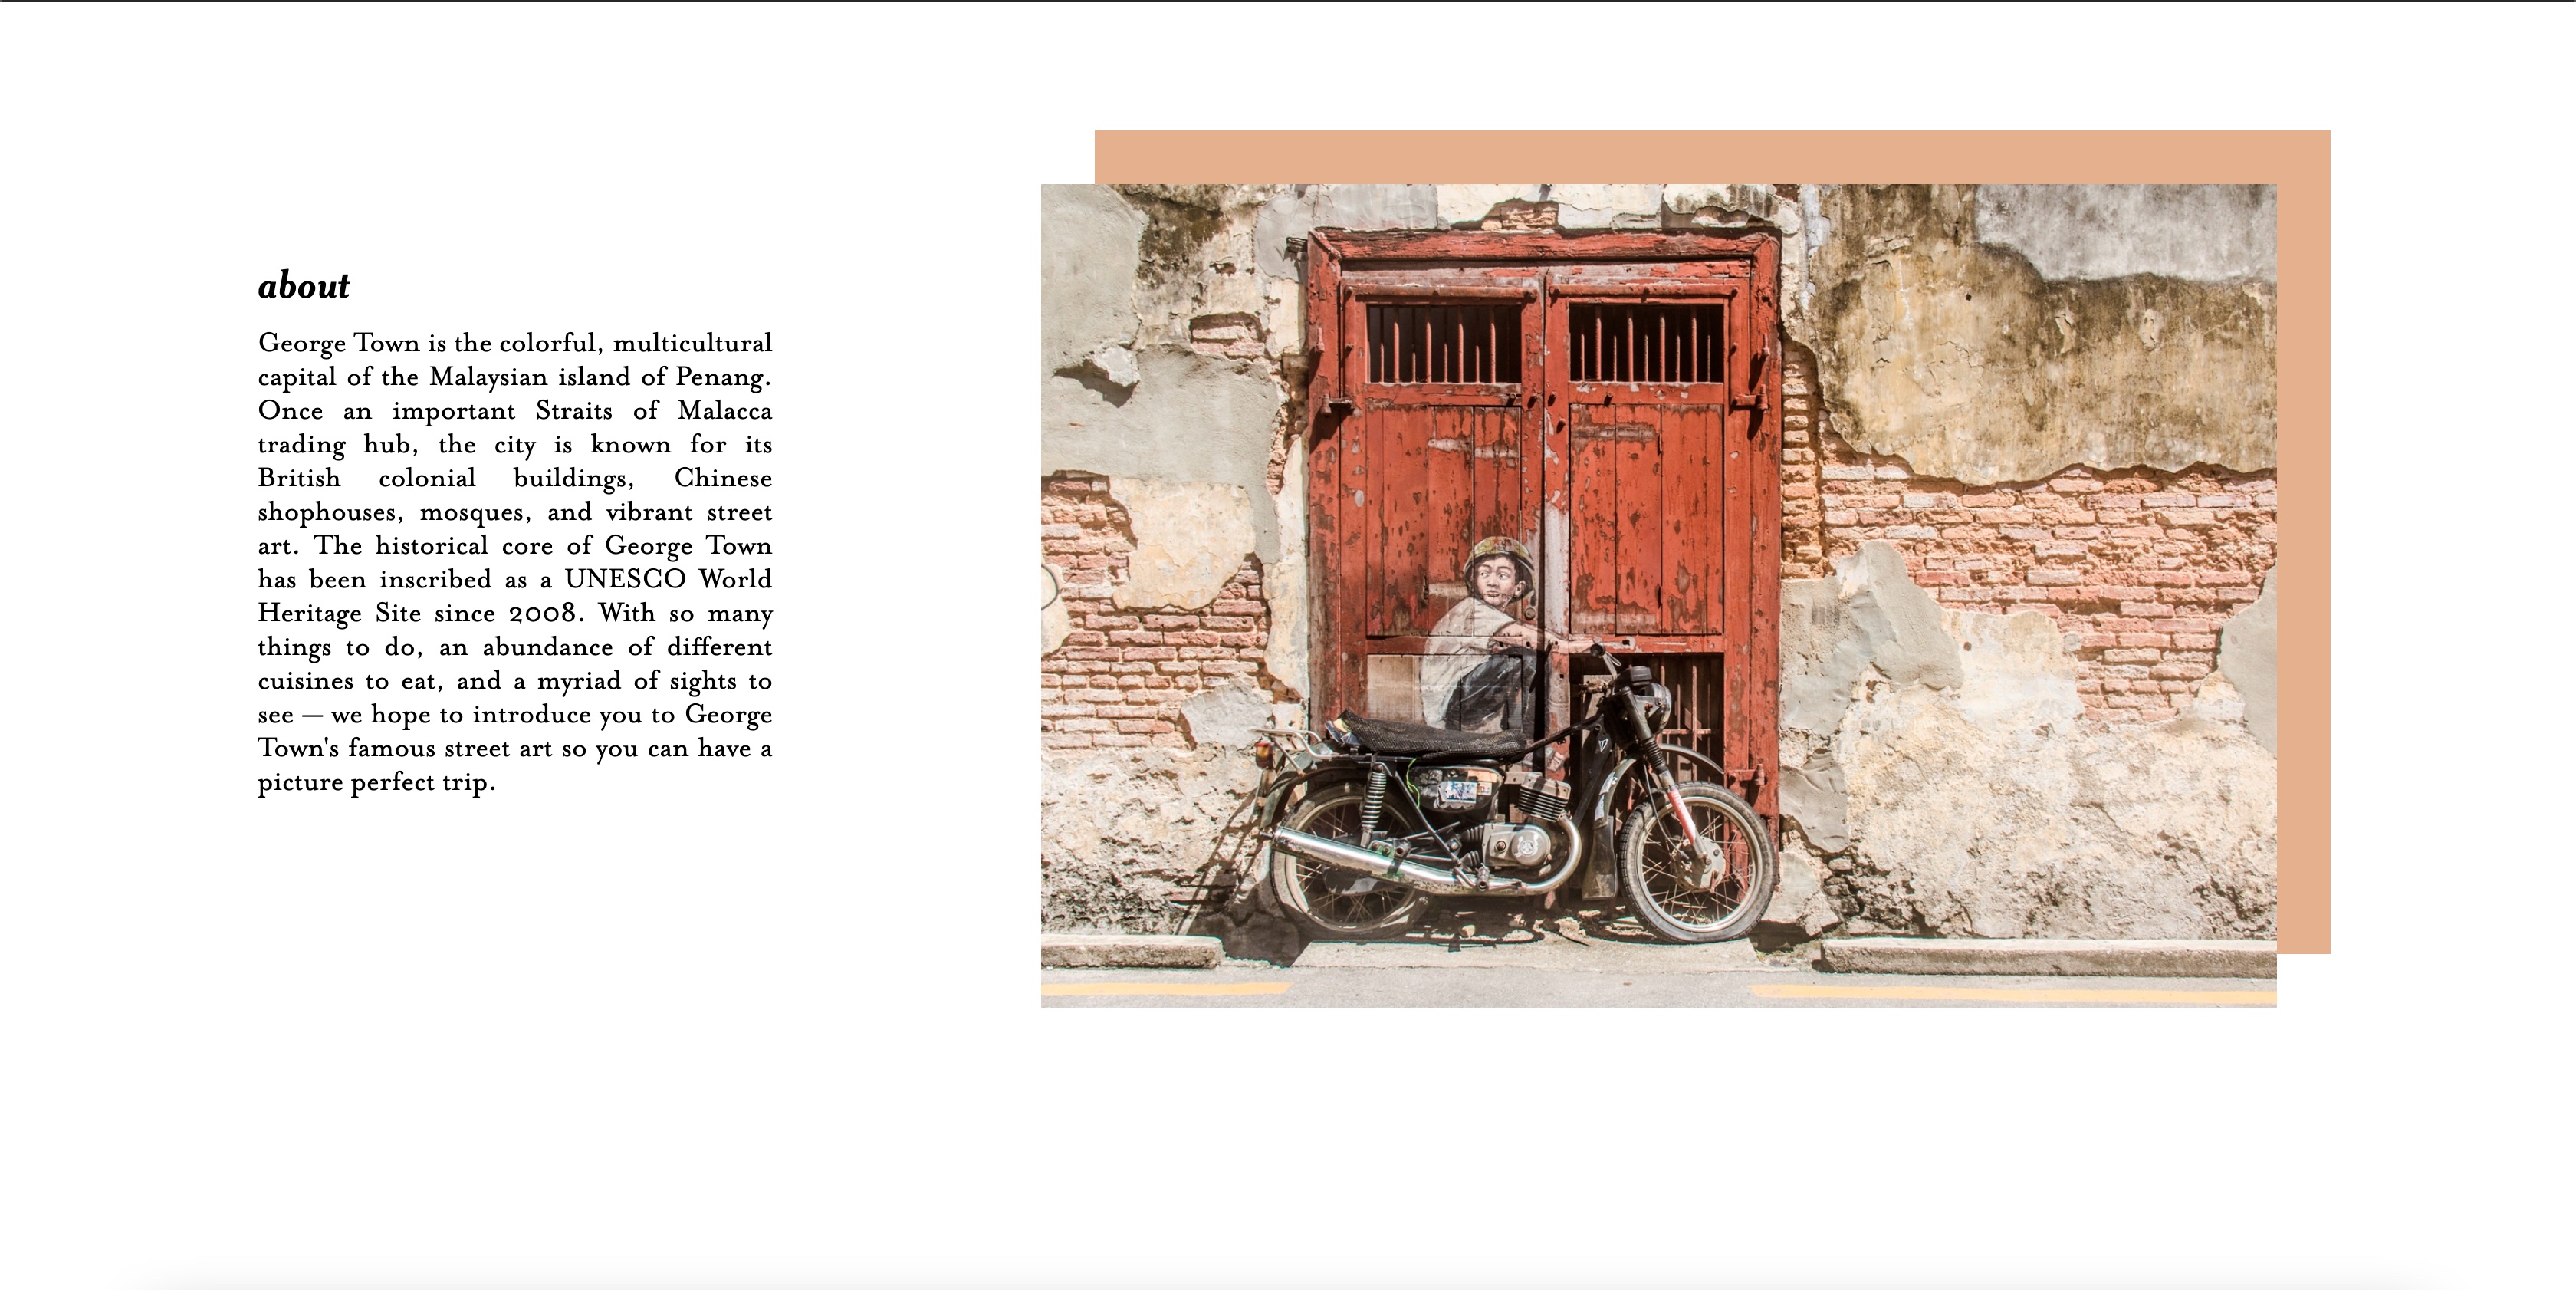 about
George Town is the colorful, multicultural
capital of the Malaysian island of Penang.
Once an important Straits of Malacca
trading hub, the city is known for its
British colonial buildings, Chinese
shophouses, mosques, and vibrant street
art. The historical core of George Town
has been inscribed as a UNESCO World
Heritage Site since 2008. With so many
things to do, an abundance of different
cuisines to eat, and a myriad of sights to
see — we hope to introduce you to George
Town's famous street art so you can have a
picture perfect trip.